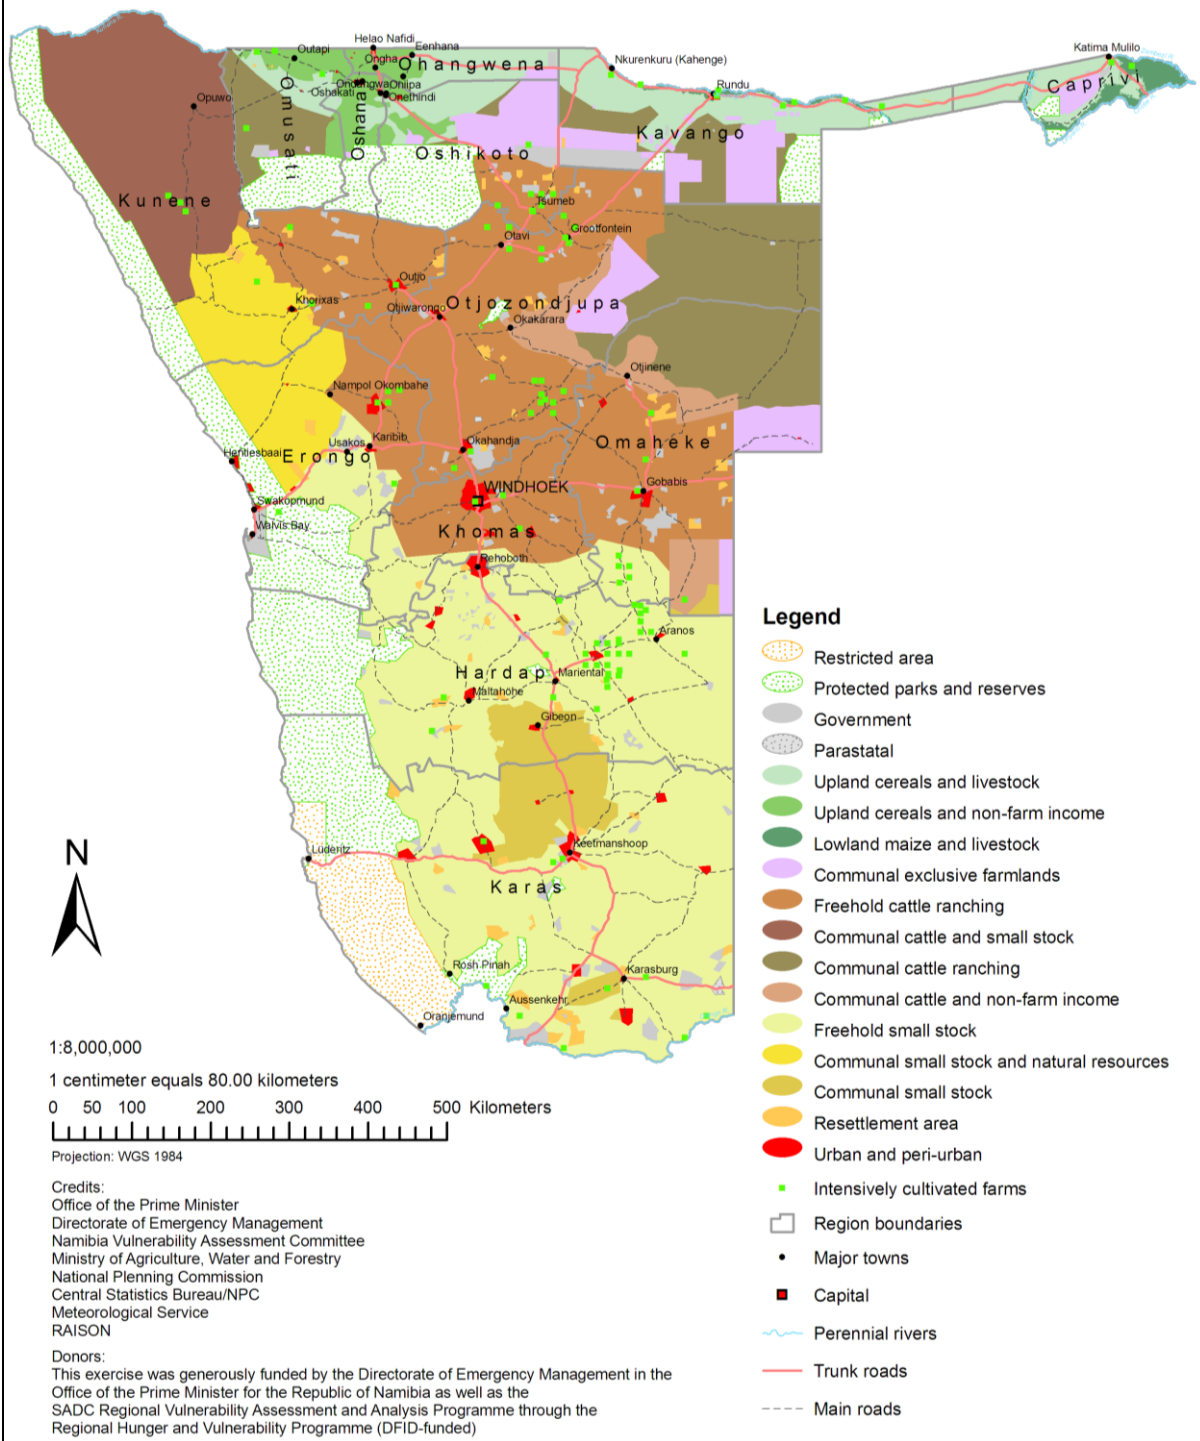 Helao Nafidi
Outapi
Eenhana
Ongha
Ohangwena
Nkurenkuru (Kahenge)
Katima Mulilo
Caprivi
Opuwo
Omusati
Oshana
Ondangwa
Oniipa
Oshakati
Onethindi
Rundu
Kavango
Oshikoto
Kunene
Tsumeb
Grootfontein
Otavi
Outjo
Khorixas
Otjiwarongo
Otjozondjupa
Okakarara
Otjinene
Nampol Okombahe
Usakos
Karibib
Okahandja
Omaheke
Hentiesbaai
Erongo
WINDHOEK
Gobabis
Swakopmund
Walvis Bay
Khomas
Rehoboth
Aranos
Hardap
Mariental
Maltahöhe
Gibeon
Lüderitz
Keetmanshoop
Karas
Rosh Pinah
Karasburg
Aussenkehr
Oranjemund
N
1:8,000,000
1 centimeter equals 80.00 kilometers
0 50 100 200 300 400 500 Kilometers
Projection: WGS 1984
Credits:
Office of the Prime Minister
Directorate of Emergency Management
Namibia Vulnerability Assessment Committee
Ministry of Agriculture, Water and Forestry
National Plenning Commission
Central Statistics Bureau/NPC
Meteorological Service
RAISON
Donors:
This exercise was generously funded by the Directorate of Emergency Management in the
Office of the Prime Minister for the Republic of Namibia as well as the
SADC Regional Vulnerability Assessment and Analysis Programme through the
Regional Hunger and Vulnerability Programme (DFID-funded)
Legend
Restricted area
Protected parks and reserves
Government
Parastatal
Upland cereals and livestock
Upland cereals and non-farm income
Lowland maize and livestock
Communal exclusive farmlands
Freehold cattle ranching
Communal cattle and small stock
Communal cattle ranching
Communal cattle and non-farm income
Freehold small stock
Communal small stock and natural resources
Communal small stock
Resettlement area
Urban and peri-urban
Intensively cultivated farms
Region boundaries
Major towns
Capital
Perennial rivers
Trunk roads
Main roads